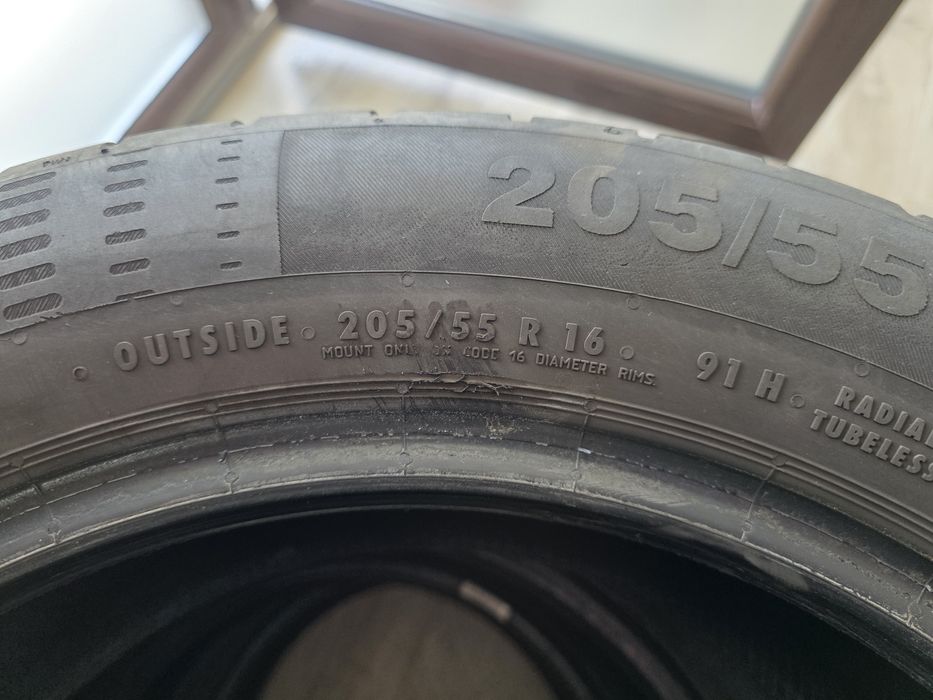 205/55
OUTSIDE 205/55 R 16 91 H RADIAL
MOUNT ONLY ON CODE 16 DIAMETER RIMS. TUBELESS